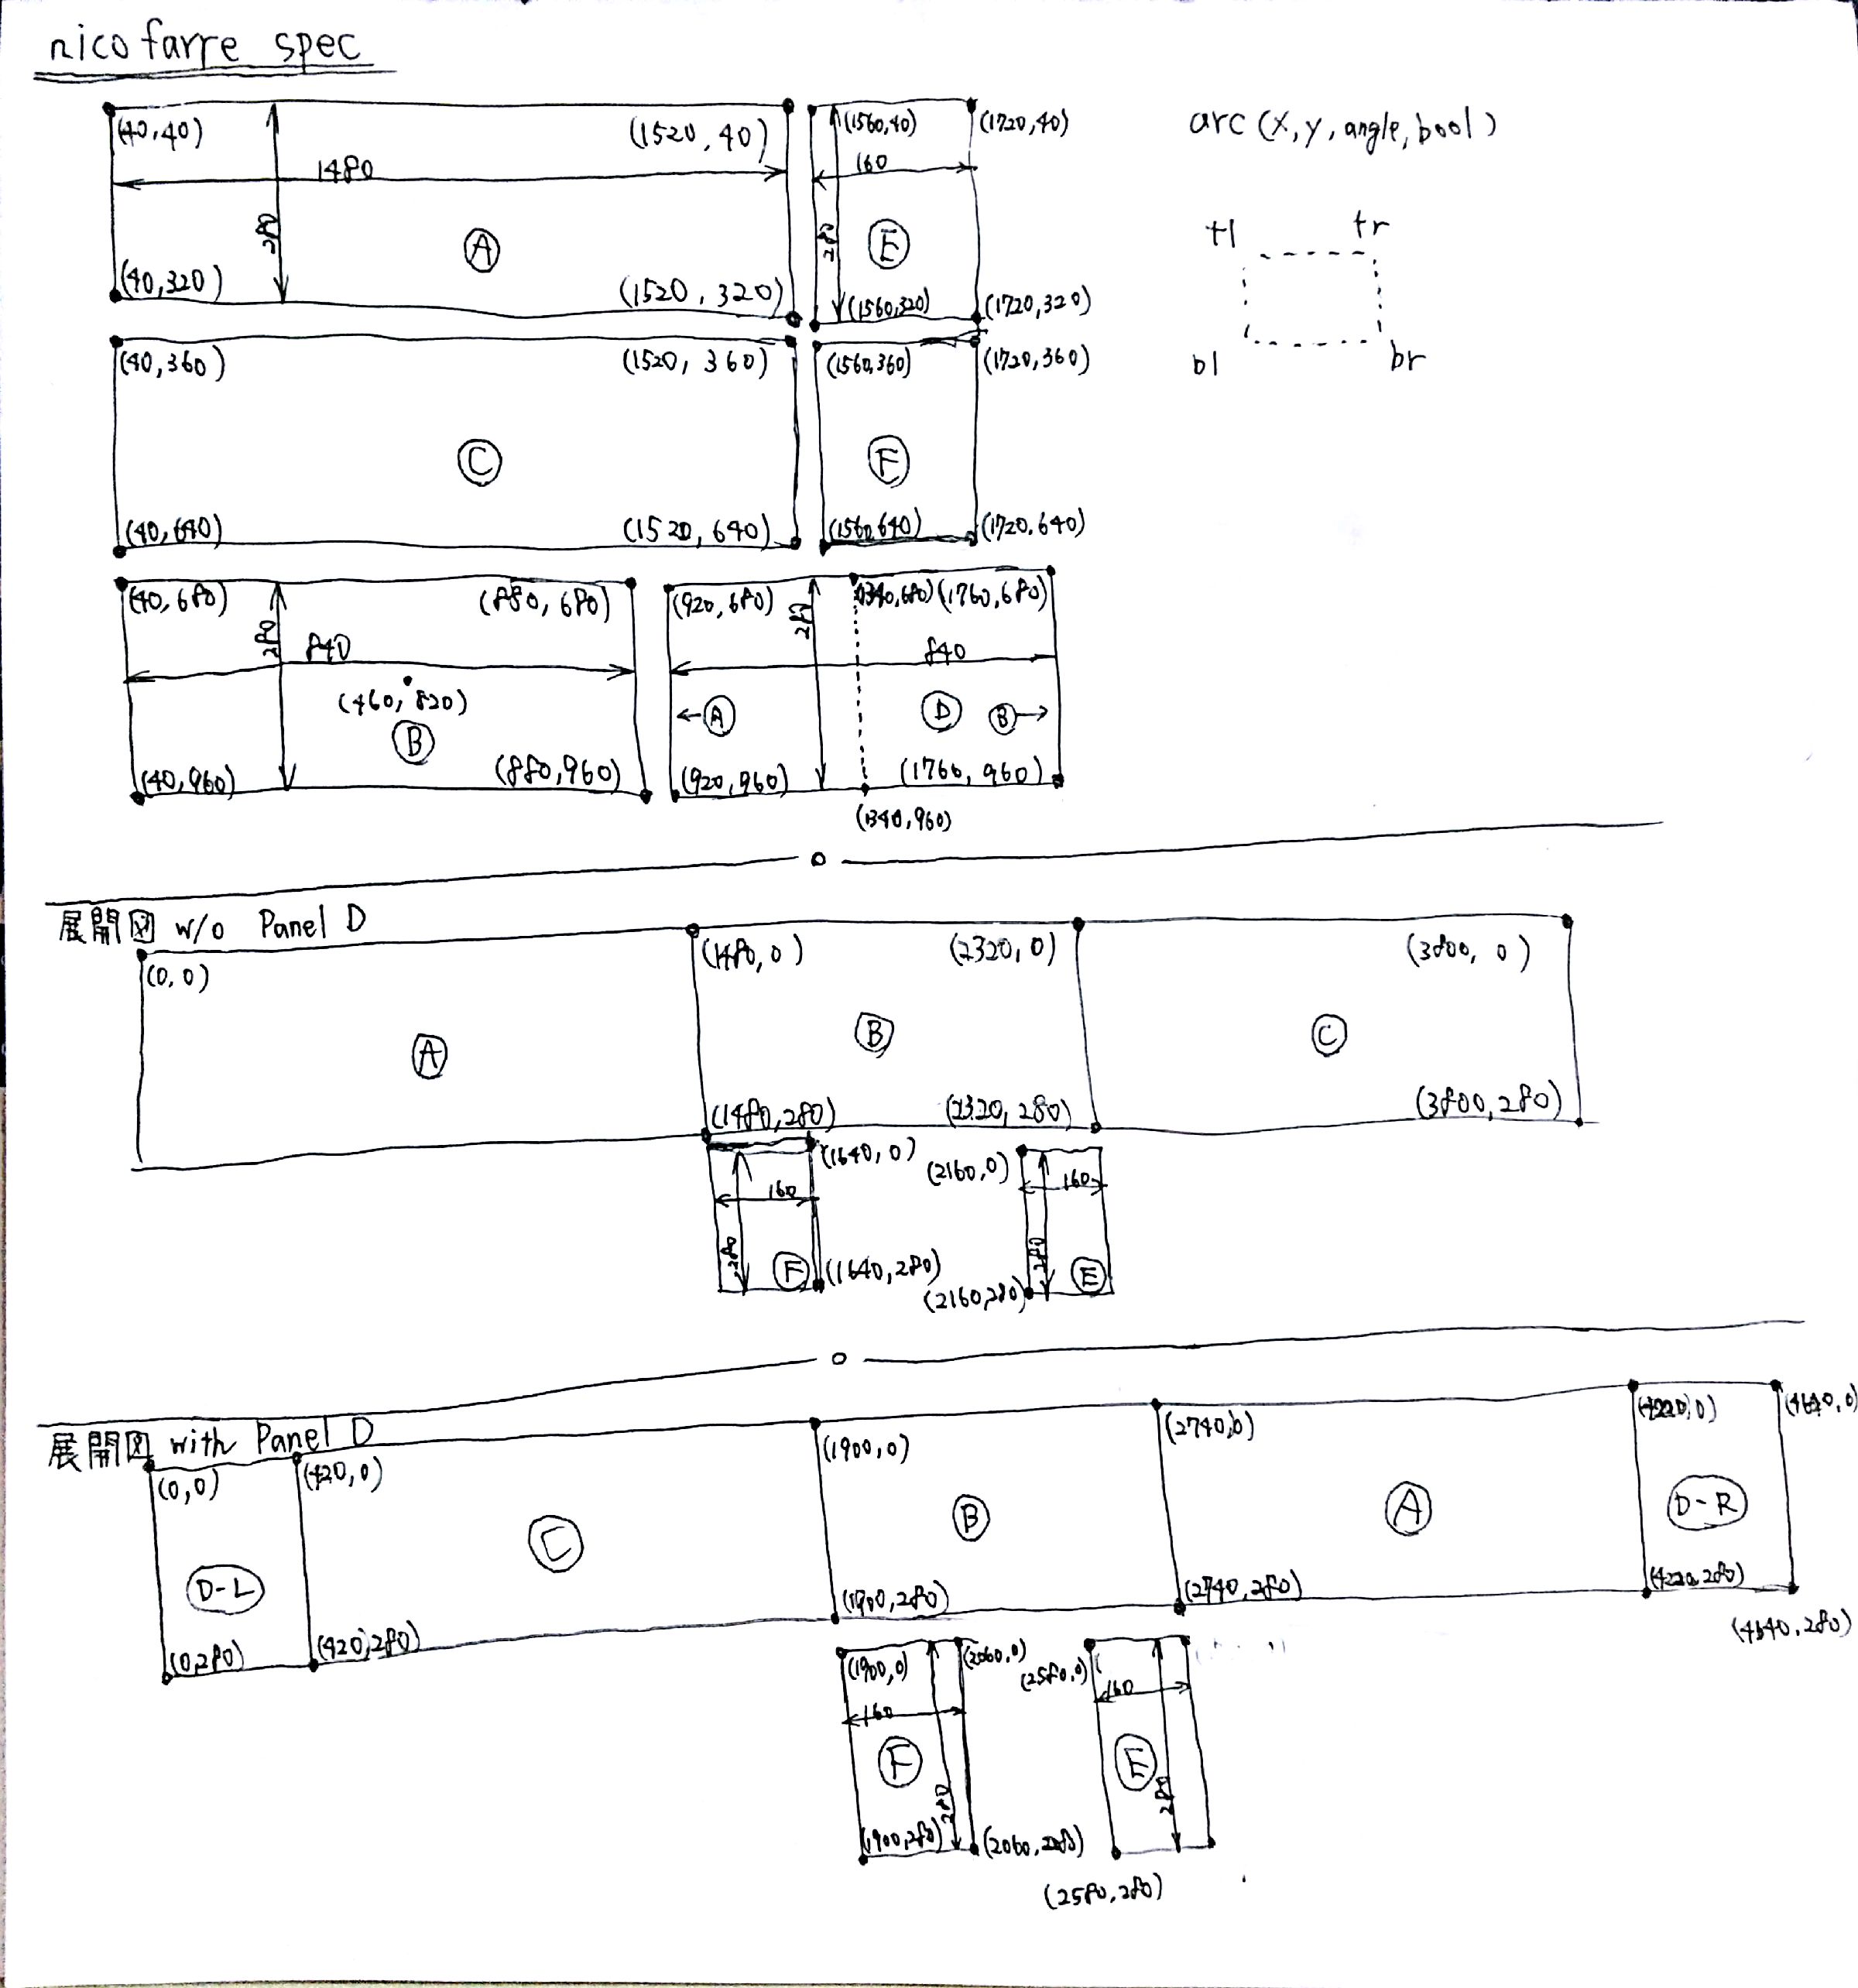 nicofarre spec
(40,40)
(1520,40)
1480
280
A
(40,320)
(1520,320)
(1560,40)
(1720,40)
160
280
E
(1560,320)
(1720,320)
arc(x,y,angle,bool)
tl
tr
bl
br
(40,360)
(1520,360)
C
(40,640)
(1520,640)
(1560,360)
(1720,360)
F
(1560,640)
(1720,640)
(40,680)
(880,680)
280
840
(460,820)
B
(40,960)
(880,960)
(920,680)
280
(1340,680)
(1760,680)
840
←A
D
B→
(920,960)
(1760,960)
(1340,960)
展開図 w/o Panel D
(0,0)
(1480,0)
(2320,0)
(3800,0)
A
B
C
(1480,280)
(2320,280)
(3800,280)
(1640,0)
160
280
F
(1640,280)
(2160,0)
160
280
E
(2160,280)
展開図 with Panel D
(0,0)
(420,0)
(1900,0)
(2740,0)
(4220,0)
(4640,0)
D-L
C
B
A
D-R
(0,280)
(420,280)
(1900,280)
(2740,280)
(4220,280)
(4640,280)
(1900,0)
(2060,0)
160
F
280
(1900,280)
(2060,280)
(2580,0)
160
E
280
(2580,280)